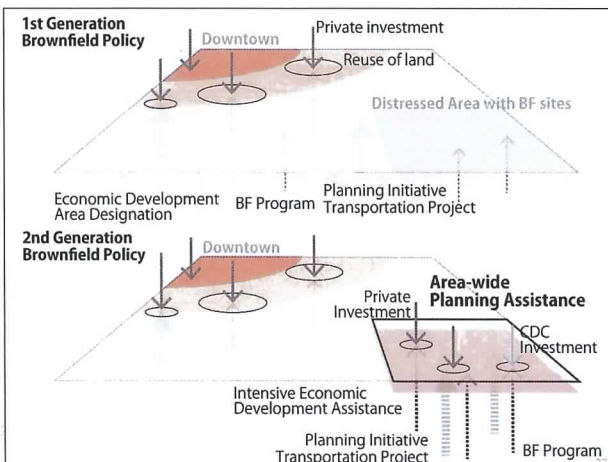 1st Generation
Brownfield Policy
Downtown
Private investment
Reuse of land
Distressed Area with BF sites
Economic Development
Area Designation
BF Program
Planning Initiative
Transportation Project
2nd Generation
Brownfield Policy
Downtown
Area-wide
Planning Assistance
Private
Investment
CDC
Investment
Intensive Economic
Development Assistance
Planning Initiative
Transportation Project
BF Program